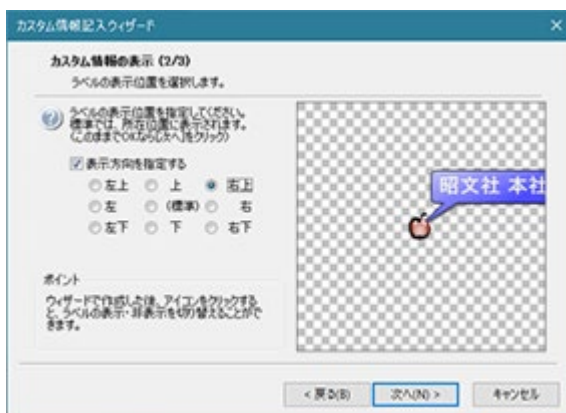 カスタム情報記入ウィザード
カスタム情報の表示 (2/3)
ラベルの表示位置を選択します。
ラベルの表示位置を指定してください。
標準では、所在位置に表示されます。
(このままでOKなら[次へ]をクリック)
表示方向を指定する
左上 上 右上
左 (標準) 右
左下 下 右下
昭文社 本社
ポイント
ウィザードで作成した後、アイコンをクリックする
と、ラベルの表示・非表示を切り替えることがで
きます。
< 戻る(B) 次へ(N) > キャンセル